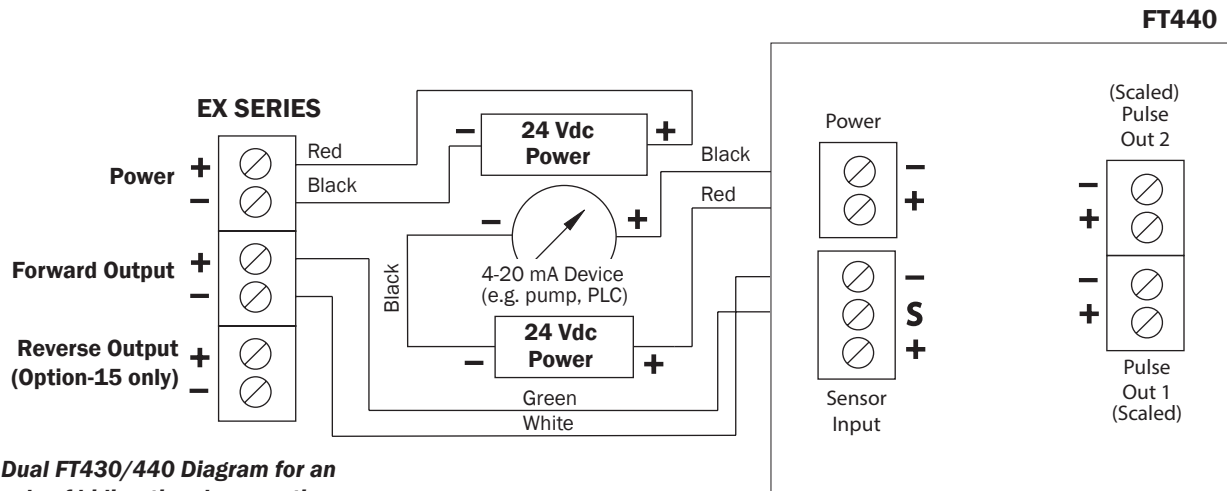 FT440
EX SERIES
Power
+
−
Forward Output
+
−
Reverse Output
(Option-15 only)
+
−
Red
Black
− 24 Vdc +
Power
Black
Red
−
+
4-20 mA Device
(e.g. pump, PLC)
Black
24 Vdc
Power
−
+
Green
White
Power
−
+
−
S
+
Sensor
Input
(Scaled)
Pulse
Out 2
−
+
−
+
Pulse
Out 1
(Scaled)
Dual FT430/440 Diagram for an